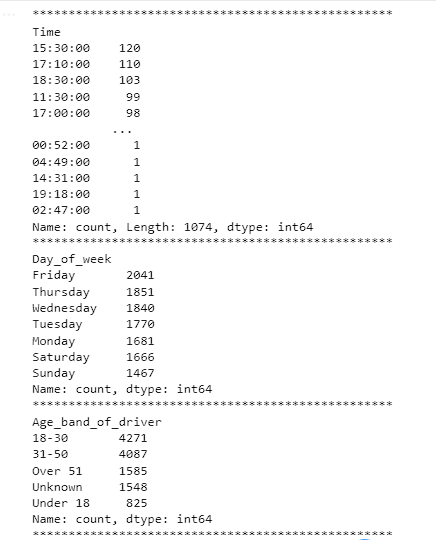 **************************************************
Time
15:30:00    120
17:10:00    110
18:30:00    103
11:30:00     99
17:00:00     98
           ...
00:52:00      1
04:49:00      1
14:31:00      1
19:18:00      1
02:47:00      1
Name: count, Length: 1074, dtype: int64
**************************************************
Day_of_week
Friday       2041
Thursday     1851
Wednesday    1840
Tuesday      1770
Monday       1681
Saturday     1666
Sunday       1467
Name: count, dtype: int64
**************************************************
Age_band_of_driver
18-30       4271
31-50       4087
Over 51     1585
Unknown     1548
Under 18     825
Name: count, dtype: int64
**************************************************